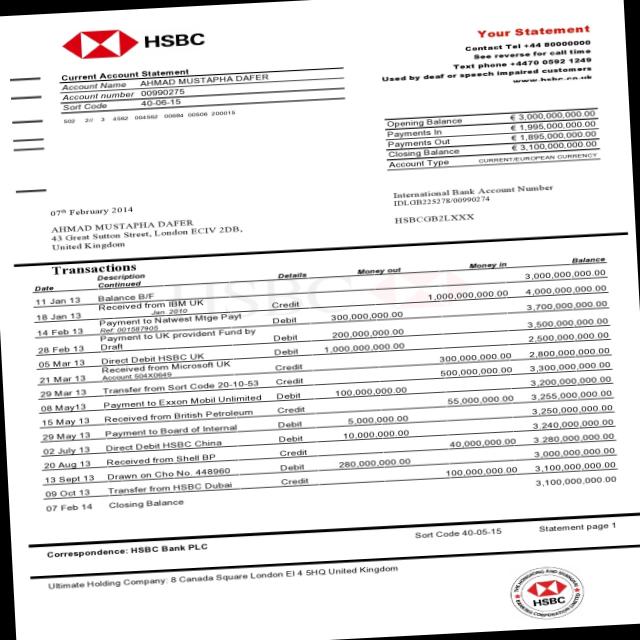 HSBC
Your Statement
Contact Tel +44 80000000
See reverse for call time
Text phone +4470 0592 1249
Used by deaf or speech impaired customers
www.hsbc.co.uk
Current Account Statement
Account Name AHMAD MUSTAPHA DAFER
Account number 00990275
Sort Code 40-06-15
502 2// 3 4562 004562 00684 00506 200015
Opening Balance € 3,000,000,000.00
Payments In € 1,995,000,000.00
Payments Out € 1,895,000,000.00
Closing Balance € 3,100,000,000.00
Account Type CURRENT/EUROPEAN CURRENCY
International Bank Account Number
IDLGB225278/00990274
HSBCGB2LXXX
07th February 2014
AHMAD MUSTAPHA DAFER
43 Great Sutton Street, London ECIV 2DB,
United Kingdom
Transactions
Date Description Details Money out Money in Balance
Continued
11 Jan 13 Balance B/F 3,000,000,000.00
18 Jan 13 Received from IBM UK Credit 1,000,000,000.00 4,000,000,000.00
Jan 2010
14 Feb 13 Payment to Natwest Mtge Payt Debit 300,000,000.00 3,700,000,000.00
Ref 001587905
28 Feb 13 Payment to UK provident Fund by Debit 200,000,000.00 3,500,000,000.00
Draft
05 Mar 13 Direct Debit HSBC UK Debit 1,000,000,000.00 2,500,000,000.00
21 Mar 13 Received from Microsoft UK Credit 300,000,000.00 2,800,000,000.00
Account 504X0649
29 Mar 13 Transfer from Sort Code 20-10-53 Credit 500,000,000.00 3,300,000,000.00
08 May13 Payment to Exxon Mobil Unlimited Debit 100,000,000.00 3,200,000,000.00
15 May 13 Received from British Petroleum Credit 55,000,000.00 3,255,000,000.00
29 May 13 Payment to Board of Internal Debit 5,000,000.00 3,250,000,000.00
02 July 13 Direct Debit HSBC China Debit 10,000,000.00 3,240,000,000.00
20 Aug 13 Received from Shell BP Credit 40,000,000.00 3,280,000,000.00
13 Sept 13 Drawn on Cho No. 448960 Debit 280,000,000.00 3,000,000,000.00
09 Oct 13 Transfer from HSBC Dubai Credit 100,000,000.00 3,100,000,000.00
07 Feb 14 Closing Balance 3,100,000,000.00
Sort Code 40-05-15 Statement page 1
Correspondence: HSBC Bank PLC
Ultimate Holding Company: 8 Canada Square London El 4 5HQ United Kingdom
THE HONGKONG AND SHANGHAI
HSBC
BANKING CORPORATION LIMITED